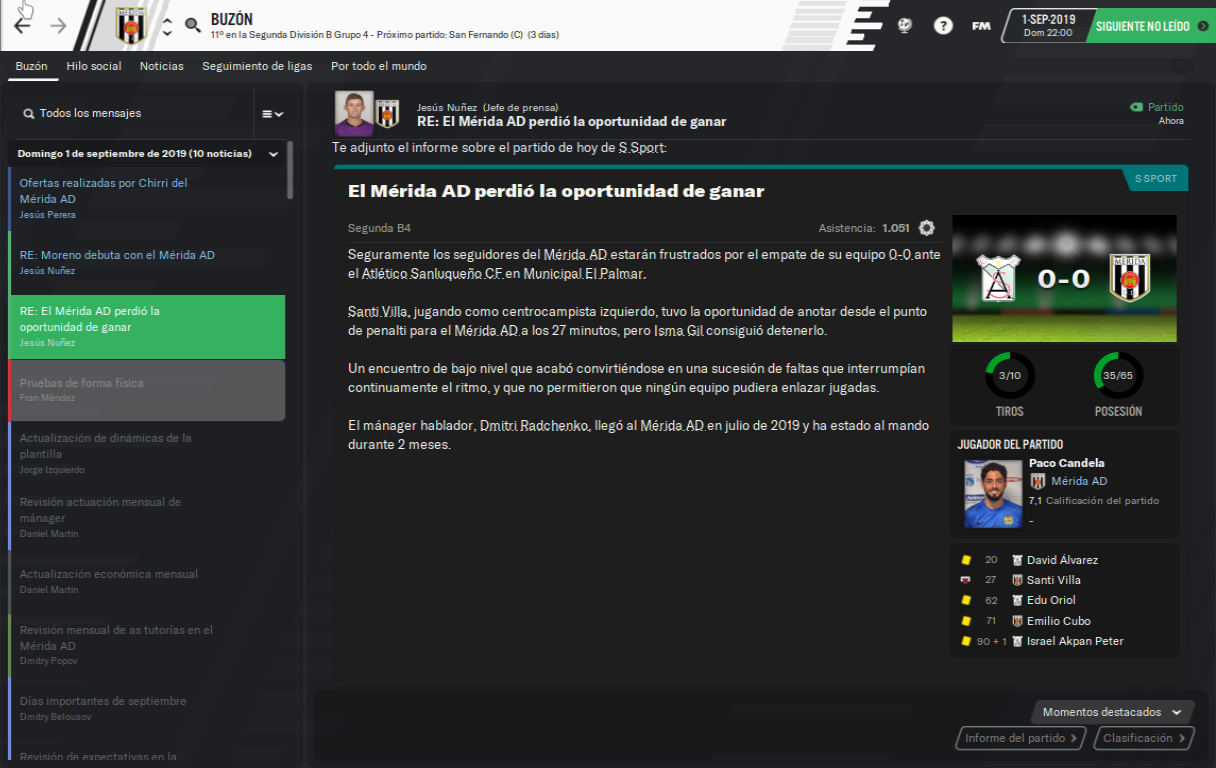 BUZÓN
11º en la Segunda División B Grupo 4 - Próximo partido: San Fernando (C) (3 días)
FM
1-SEP-2019
Dom 22:00
SIGUIENTE NO LEÍDO
Buzón Hilo social Noticias Seguimiento de ligas Por todo el mundo
Todos los mensajes
Domingo 1 de septiembre de 2019 (10 noticias)
Ofertas realizadas por Chirri del
Mérida AD
Jesús Perera
RE: Moreno debuta con el Mérida AD
Jesús Nuñez
RE: El Mérida AD perdió la
oportunidad de ganar
Jesús Nuñez
Pruebas de forma física
Fran Méndez
Actualización de dinámicas de la
plantilla
Jorge Izquierdo
Revisión actuación mensual de
mánager
Daniel Martín
Actualización económica mensual
Daniel Martín
Revisión mensual de as tutorías en el
Mérida AD
Dmitry Popov
Días importantes de septiembre
Dmitry Belousov
Revisión de expectativas en la
Jesús Nuñez (Jefe de prensa)
RE: El Mérida AD perdió la oportunidad de ganar
Partido
Ahora
Te adjunto el informe sobre el partido de hoy de S Sport:
S SPORT
El Mérida AD perdió la oportunidad de ganar
Segunda B4
Asistencia: 1.051
Seguramente los seguidores del Mérida AD estarán frustrados por el empate de su equipo 0-0 ante
el Atlético Sanluqueño CF en Municipal El Palmar.
Santi Villa, jugando como centrocampista izquierdo, tuvo la oportunidad de anotar desde el punto
de penalti para el Mérida AD a los 27 minutos, pero Isma Gil consiguió detenerlo.
Un encuentro de bajo nivel que acabó convirtiéndose en una sucesión de faltas que interrumpían
continuamente el ritmo, y que no permitieron que ningún equipo pudiera enlazar jugadas.
El mánager hablador, Dmitri Radchenko, llegó al Mérida AD en julio de 2019 y ha estado al mando
durante 2 meses.
0-0
MÉRIDA
3/10
35/65
TIROS
POSESIÓN
JUGADOR DEL PARTIDO
Paco Candela
Mérida AD
7,1 Calificación del partido
-
20 David Álvarez
27 Santi Villa
62 Edu Oriol
71 Emilio Cubo
90 + 1 Israel Akpan Peter
Momentos destacados
Informe del partido
Clasificación